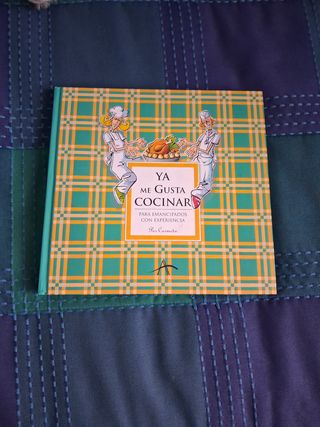 YA
ME GUSTA
COCINAR
PARA EMANCIPADOS
CON EXPERIENCIA